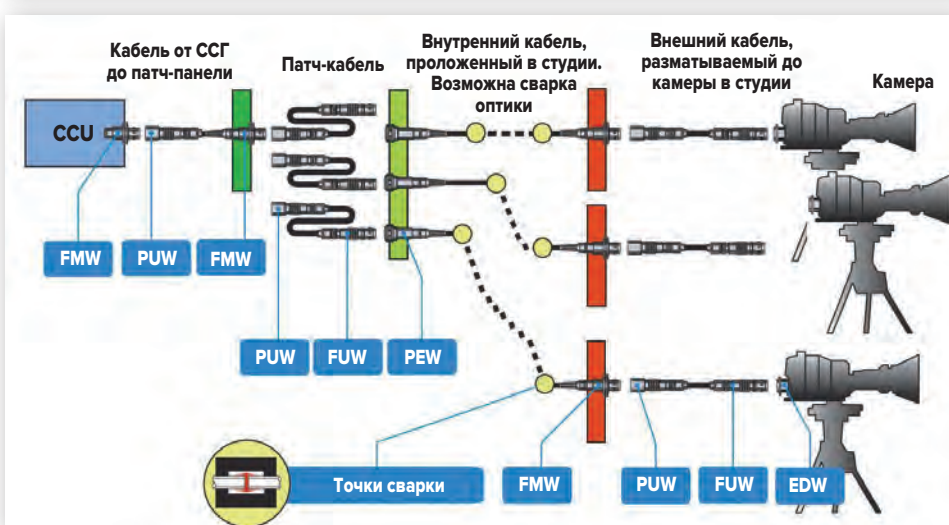 Кабель от ССГ
до патч-панели
Патч-кабель
Внутренний кабель,
проложенный в студии.
Возможна сварка
оптики
Внешний кабель,
разматываемый до
камеры в студии
Камера
CCU
FMW
PUW
FMW
PUW
FUW
PEW
Точки сварки
FMW
PUW
FUW
EDW